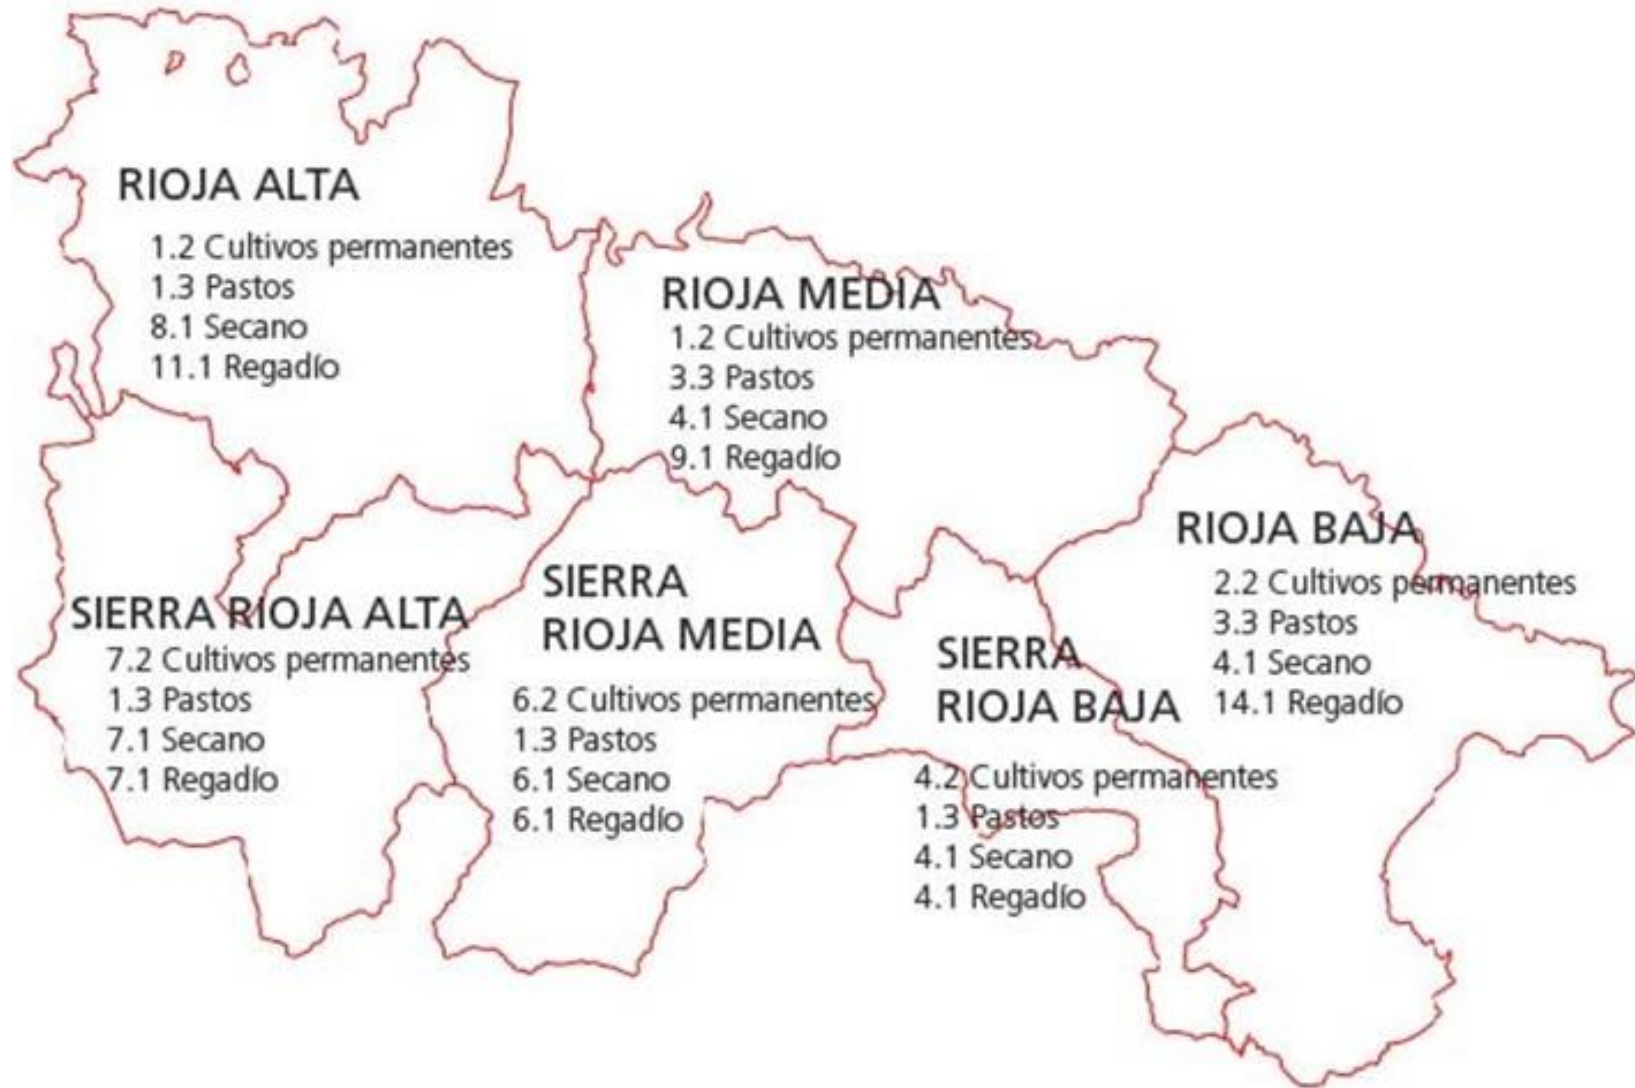 RIOJA ALTA
1.2 Cultivos permanentes
1.3 Pastos
8.1 Secano
11.1 Regadío
RIOJA MEDIA
1.2 Cultivos permanentes
3.3 Pastos
4.1 Secano
9.1 Regadío
RIOJA BAJA
2.2 Cultivos permanentes
3.3 Pastos
4.1 Secano
14.1 Regadío
SIERRA RIOJA ALTA
7.2 Cultivos permanentes
1.3 Pastos
7.1 Secano
7.1 Regadío
SIERRA
RIOJA MEDIA
6.2 Cultivos permanentes
1.3 Pastos
6.1 Secano
6.1 Regadío
SIERRA
RIOJA BAJA
4.2 Cultivos permanentes
1.3 Pastos
4.1 Secano
4.1 Regadío